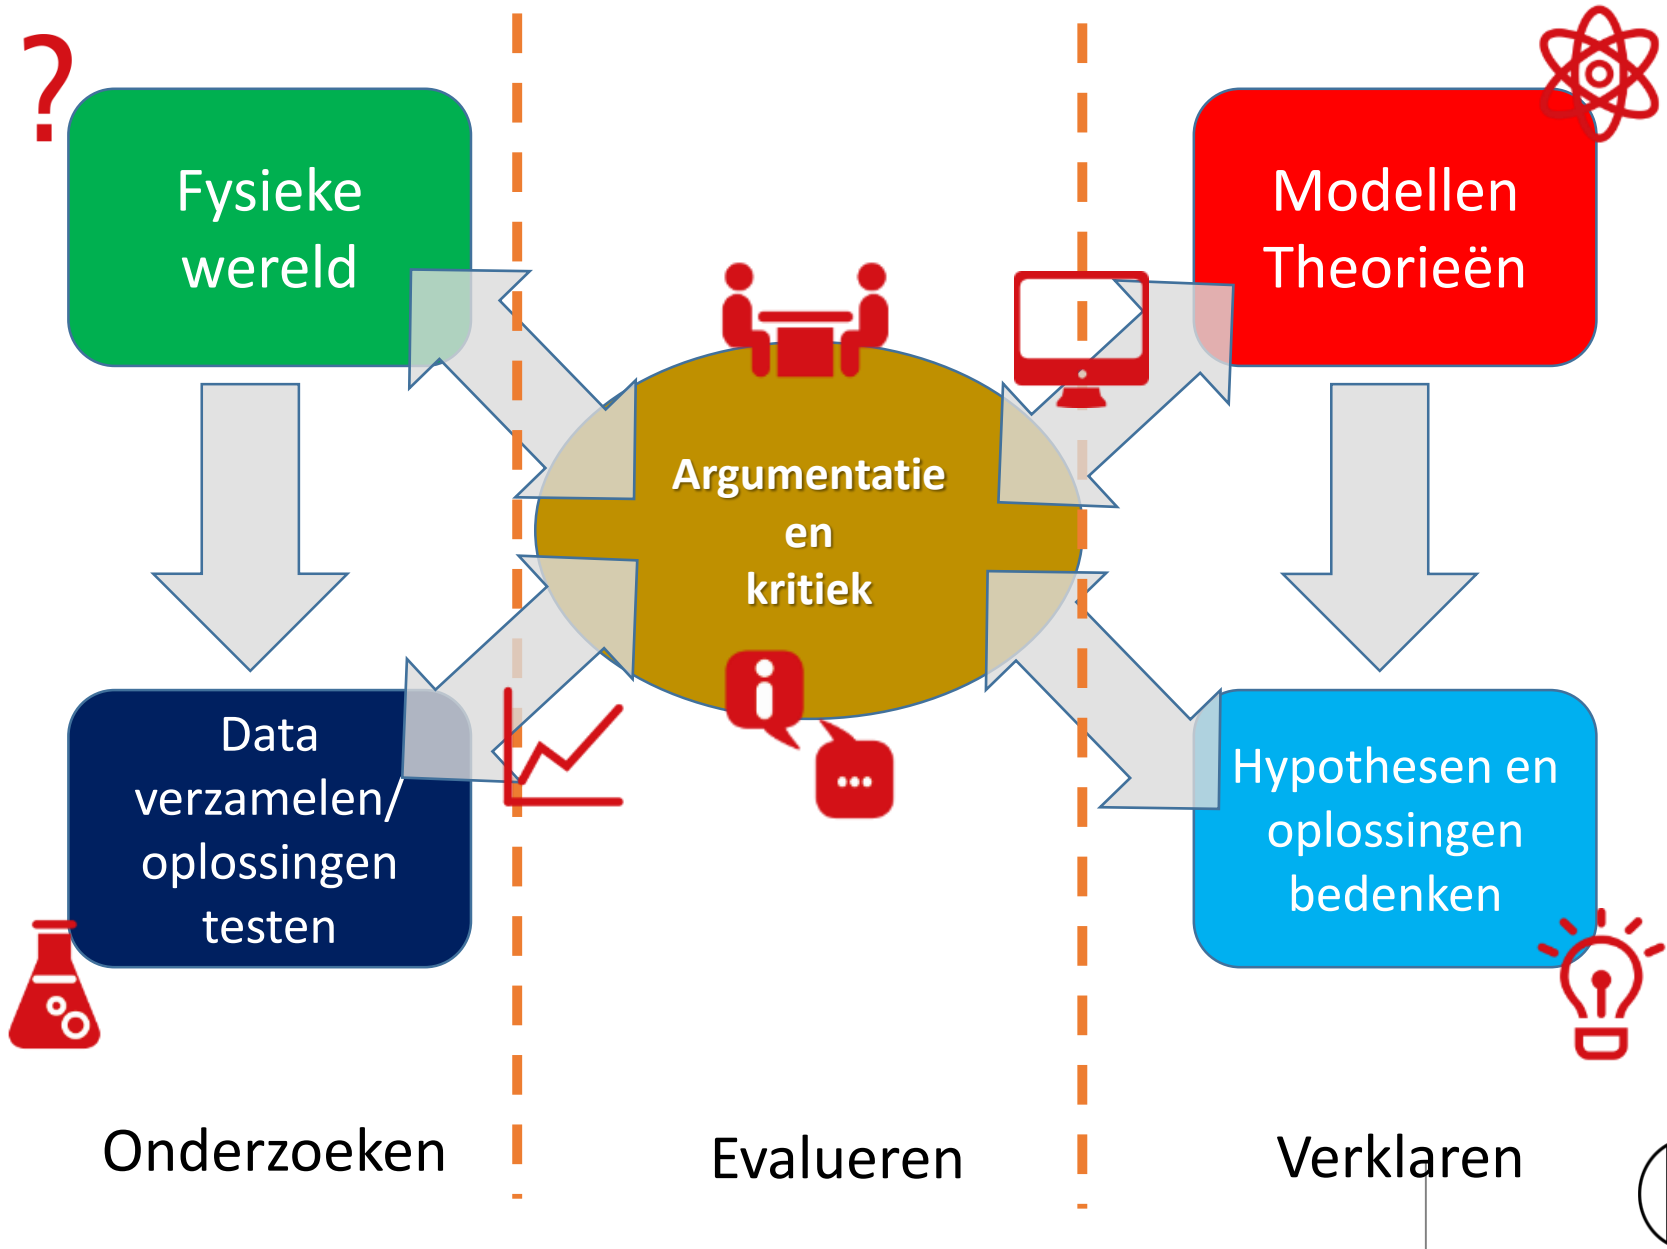 ?
Fysieke
wereld
Modellen
Theorieën
Argumentatie
en
kritiek
Data
verzamelen/
oplossingen
testen
Hypothesen en
oplossingen
bedenken
Onderzoeken
Evalueren
Verklaren